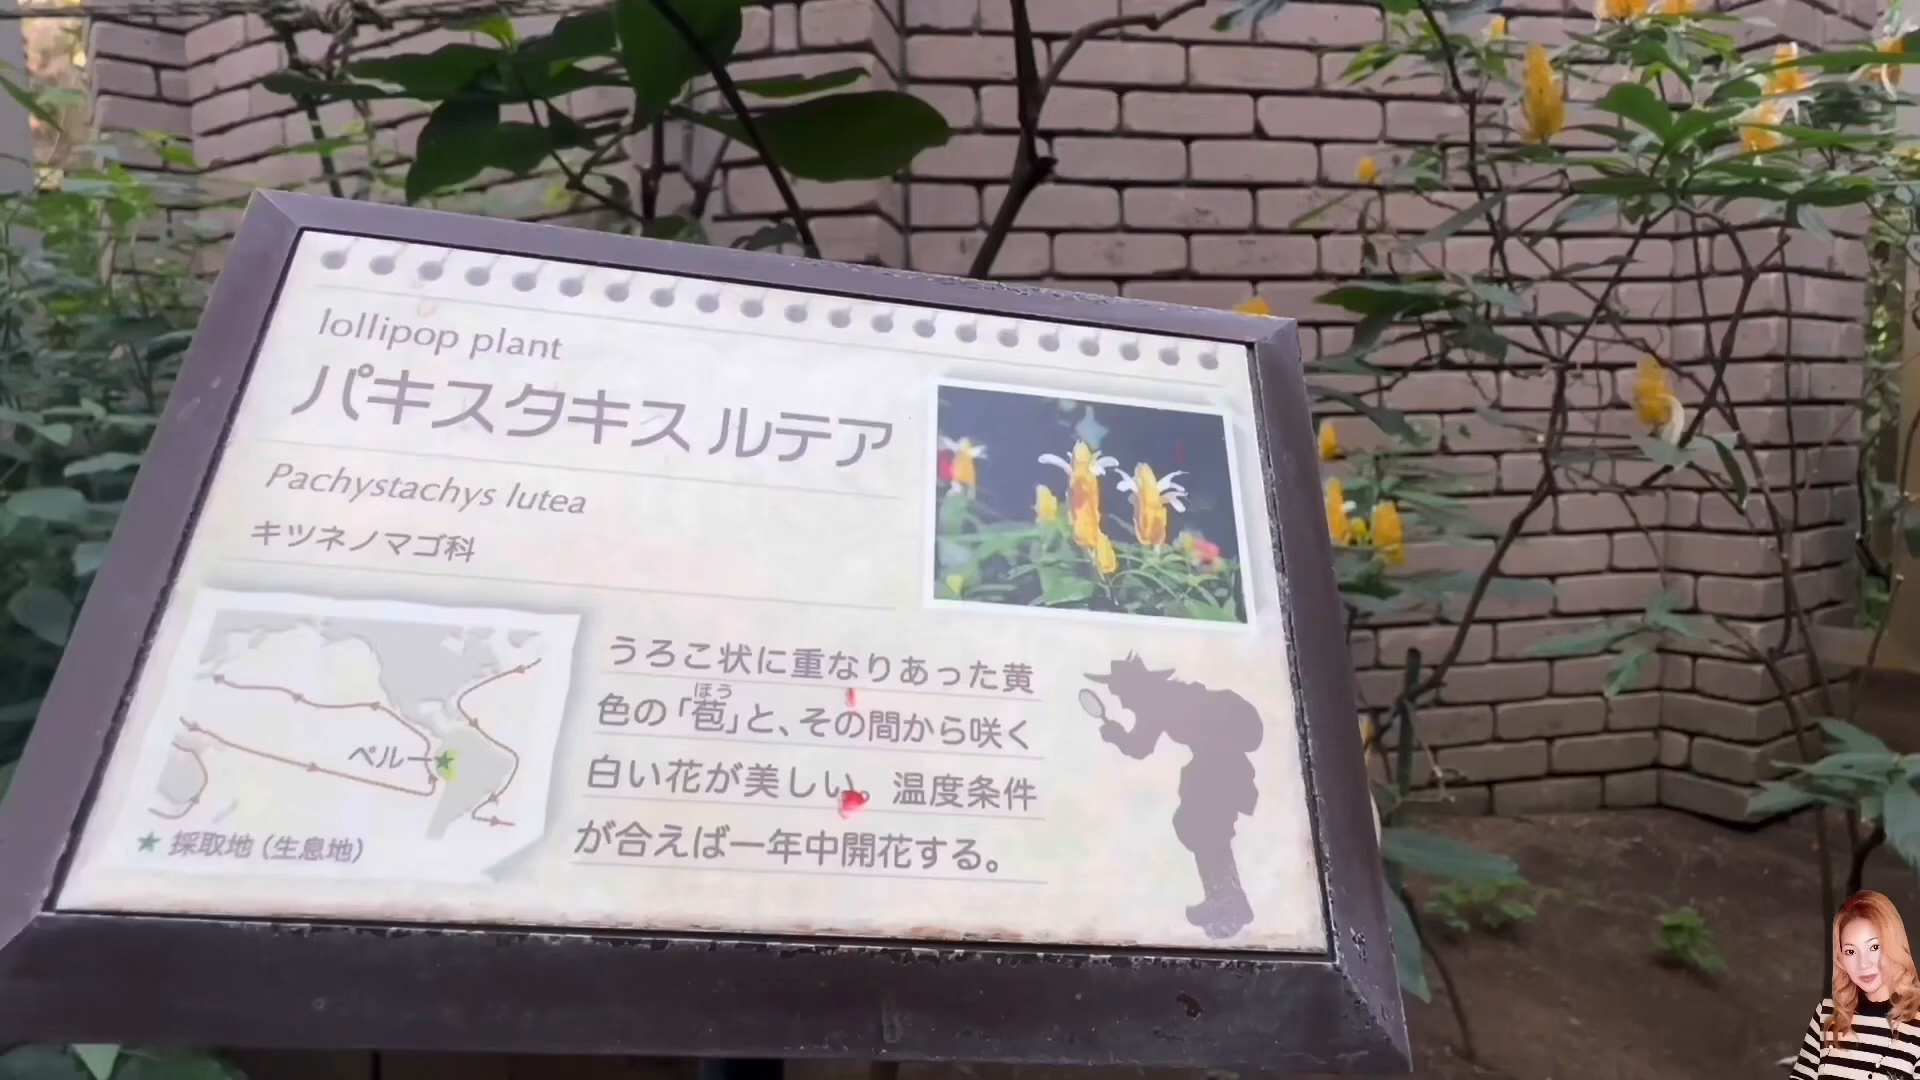 lollipop plant
パキスタキス ルテア
Pachystachys lutea
キツネノマゴ科
ペルー
★ 採取地 (生息地)
うろこ状に重なりあった黄
ほう
色の「苞」と、その間から咲く
白い花が美しい。温度条件
が合えば一年中開花する。